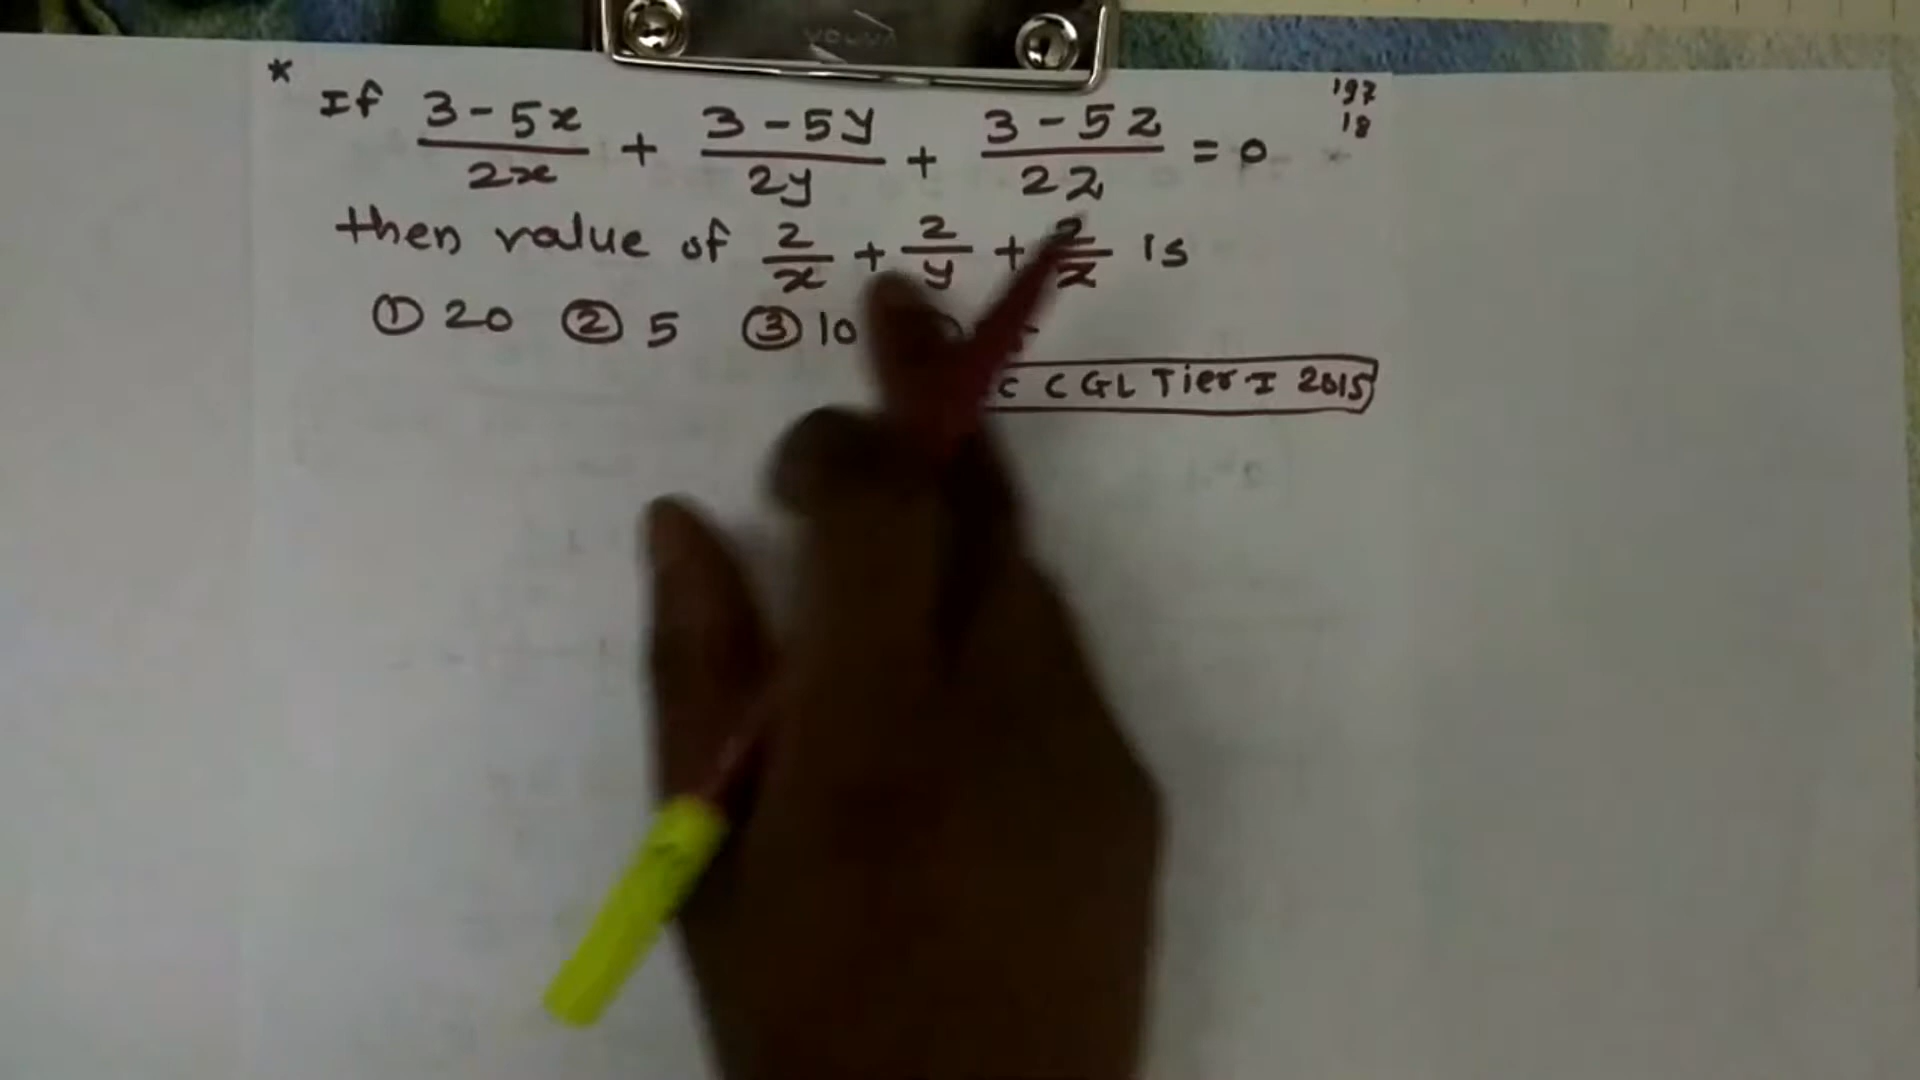 * If (3-5x)/2x + (3-5y)/2y + (3-5z)/2z = 0
'197
18
then value of 2/x + 2/y + 2/z is
① 20 ② 5 ③ 10
C CGL Tier I 2015